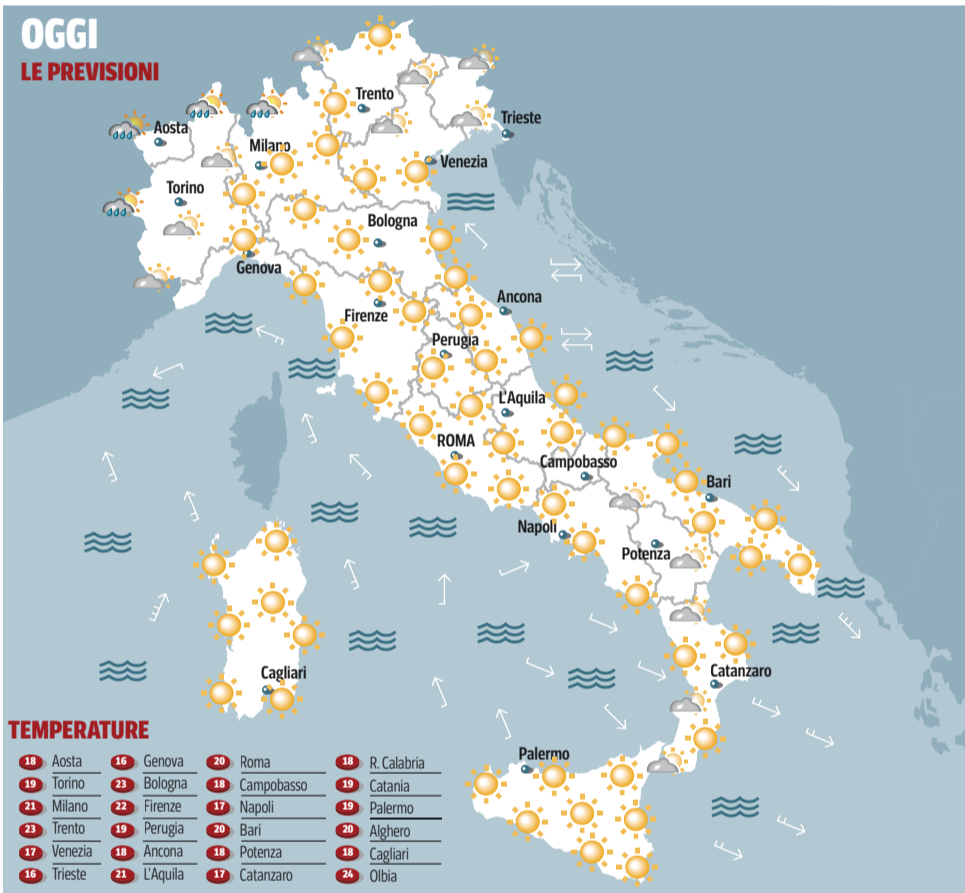 OGGI
LE PREVISIONI
Trento
Trieste
Aosta
Milano
Venezia
Torino
Bologna
Genova
Ancona
Firenze
Perugia
L'Aquila
ROMA
Campobasso
Bari
Napoli
Potenza
Cagliari
Catanzaro
Palermo
TEMPERATURE
18 Aosta
19 Torino
21 Milano
23 Trento
17 Venezia
16 Trieste
16 Genova
23 Bologna
22 Firenze
19 Perugia
18 Ancona
21 L'Aquila
20 Roma
18 Campobasso
17 Napoli
20 Bari
18 Potenza
17 Catanzaro
18 R. Calabria
19 Catania
19 Palermo
20 Alghero
18 Cagliari
24 Olbia